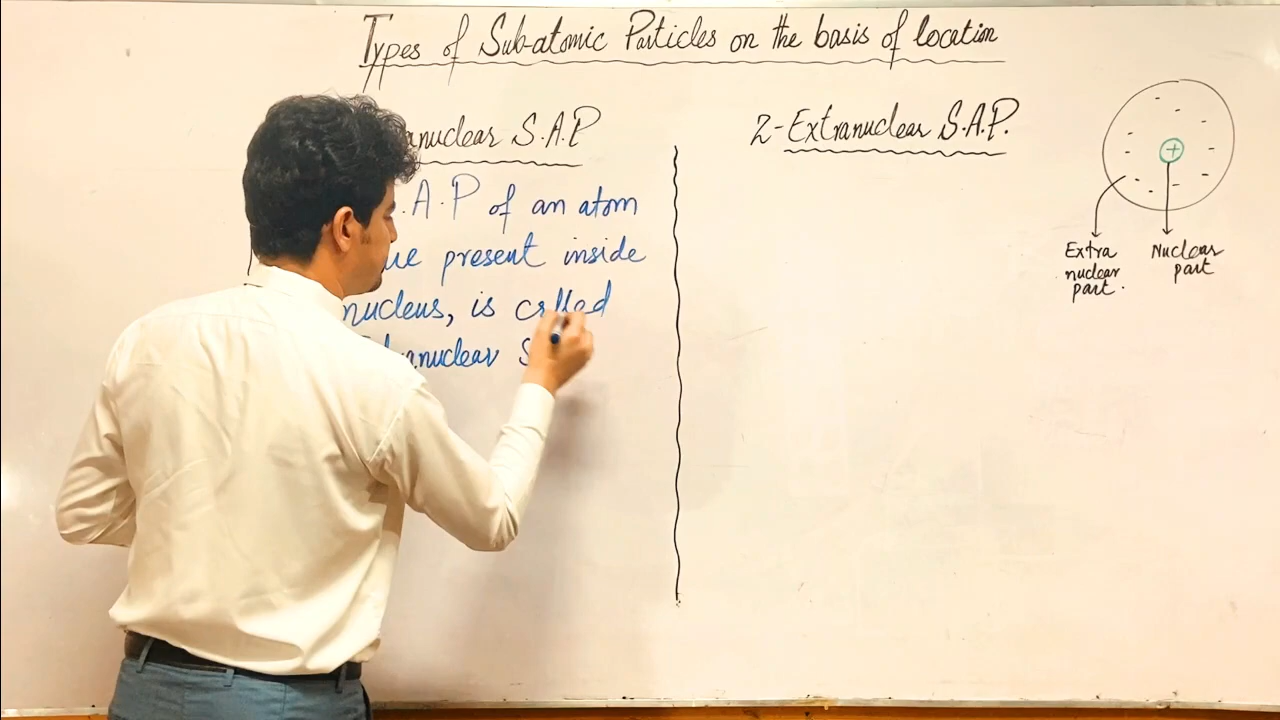 Types of Sub-atomic Particles on the basis of location
S.A.P
2-Extranuclear S.A.P.
.A.P of an atom
present inside
nucleus, is called
+
Extra
nuclear
part.
Nuclear
part